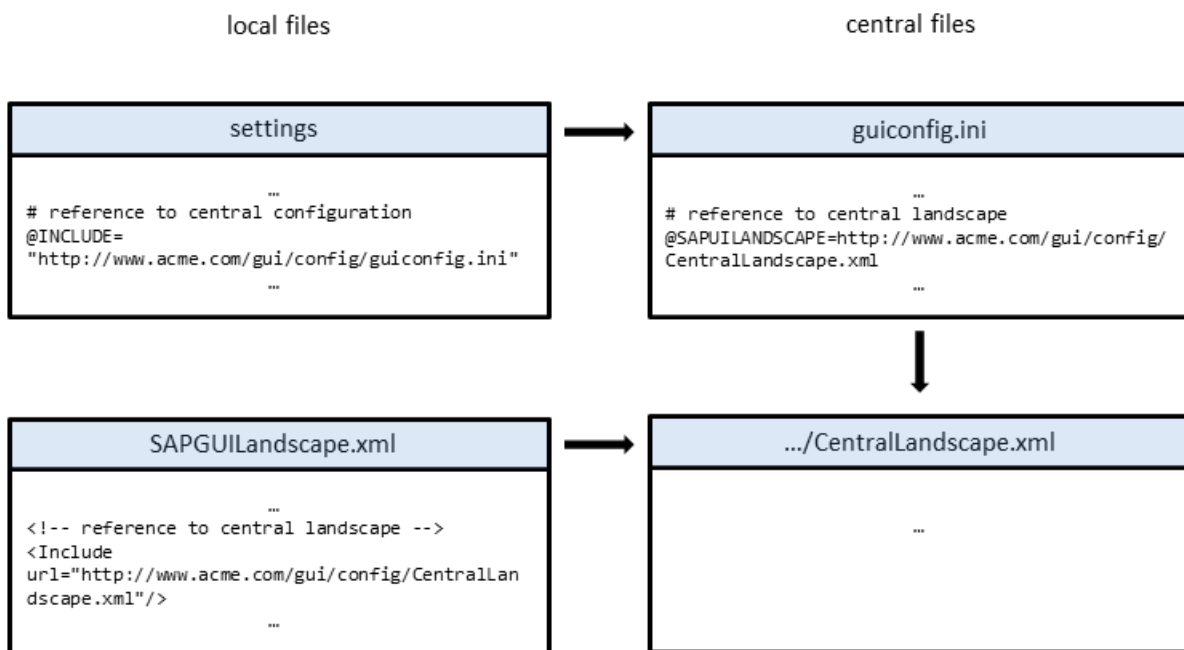 local files
central files
settings
…
# reference to central configuration
@INCLUDE=
"http://www.acme.com/gui/config/guiconfig.ini"
…
guiconfig.ini
…
# reference to central landscape
@SAPUILANDSCAPE=http://www.acme.com/gui/config/
CentralLandscape.xml
…
SAPGUILandscape.xml
…
<!-- reference to central landscape -->
<Include
url="http://www.acme.com/gui/config/CentralLan
dscape.xml"/>
…
…/CentralLandscape.xml
…